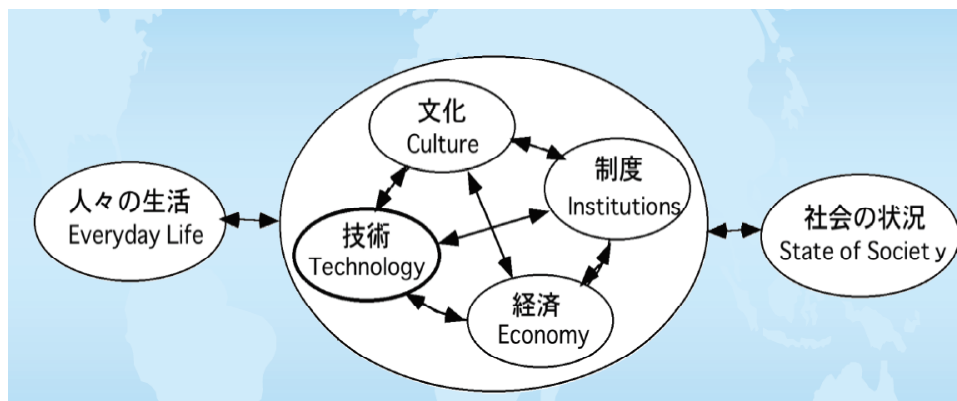 文化
Culture
制度
Institutions
人々の生活
Everyday Life
技術
Technology
社会の状況
State of Societ y
経済
Economy